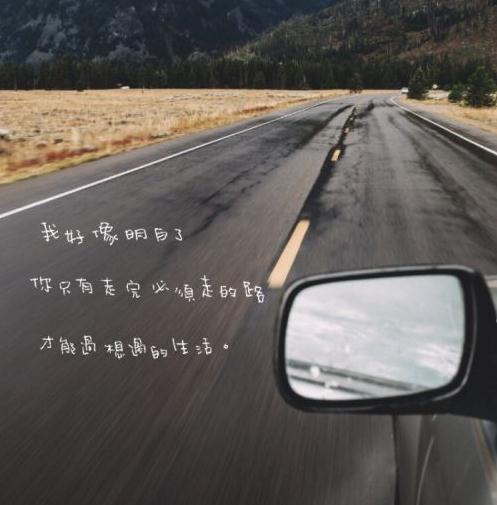 我好像明白了
你只有走完必須走的路
才能過想過的生活。